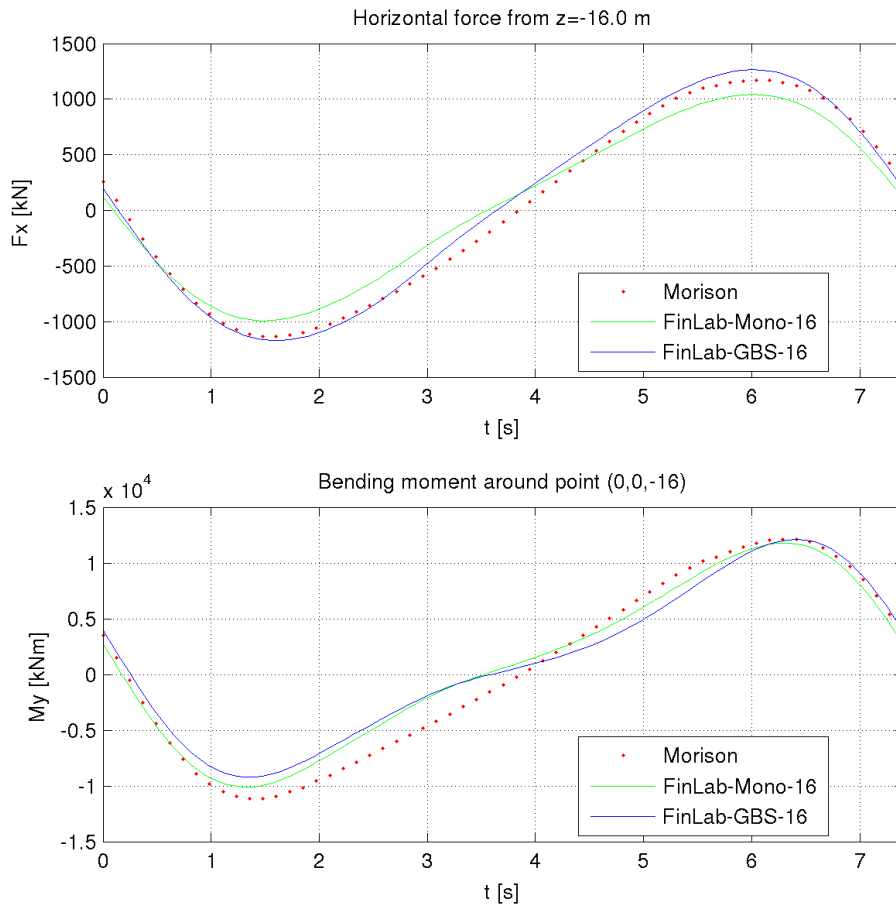 Horizontal force from z=-16.0 m
1500
1000
500
0
-500
-1000
-1500
Fx [kN]
Morison
FinLab-Mono-16
FinLab-GBS-16
0 1 2 3 4 5 6 7
t [s]
x 10^4
Bending moment around point (0,0,-16)
1.5
1
0.5
0
-0.5
-1
-1.5
My [kNm]
Morison
FinLab-Mono-16
FinLab-GBS-16
0 1 2 3 4 5 6 7
t [s]